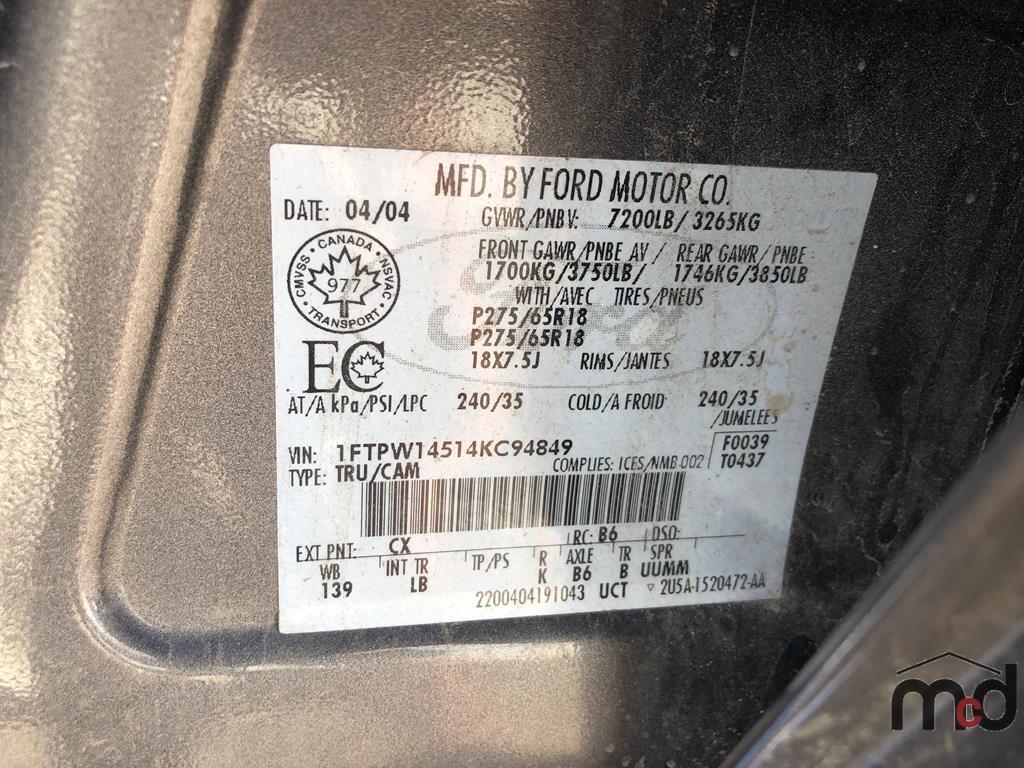 MFD. BY FORD MOTOR CO.
DATE: 04/04
GVWR/PNBV: 7200LB/ 3265KG
CANADA
CMVSS
NSVAC
977
TRANSPORT
FRONT GAWR/PNBE AV/ REAR GAWR/PNBE
1700KG/3750LB/ 1746KG/3850LB
WITH/AVEC TIRES/PNEUS
P275/65R18
P275/65R18
18X7.5J RIMS/JANTES 18X7.5J
EC
AT/A kPa/PSI/LPC 240/35 COLD/A FROID 240/35
/JUMELEES
VIN: 1FTPW14514KC94849 F0039
TYPE: TRU/CAM COMPLIES: ICES/NMB-002 T0437
EXT PNT: CX RC: B6 DSO:
WB INT TR TP/PS R AXLE TR SPR
139 LB K B6 B UUMM
2200404191043 UCT ▽ 2U5A-1520472-AA
mcd